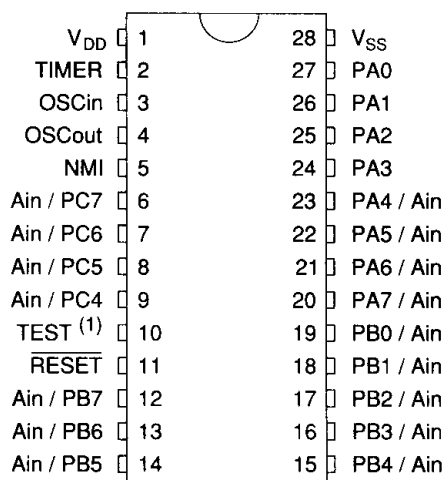 VDD 1 28 VSS
TIMER 2 27 PA0
OSCin 3 26 PA1
OSCout 4 25 PA2
NMI 5 24 PA3
Ain / PC7 6 23 PA4 / Ain
Ain / PC6 7 22 PA5 / Ain
Ain / PC5 8 21 PA6 / Ain
Ain / PC4 9 20 PA7 / Ain
TEST (1) 10 19 PB0 / Ain
RESET 11 18 PB1 / Ain
Ain / PB7 12 17 PB2 / Ain
Ain / PB6 13 16 PB3 / Ain
Ain / PB5 14 15 PB4 / Ain